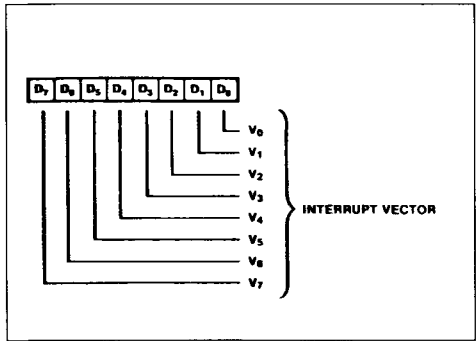 D7 D6 D5 D4 D3 D2 D1 D0
V0
V1
V2
V3
INTERRUPT VECTOR
V4
V5
V6
V7